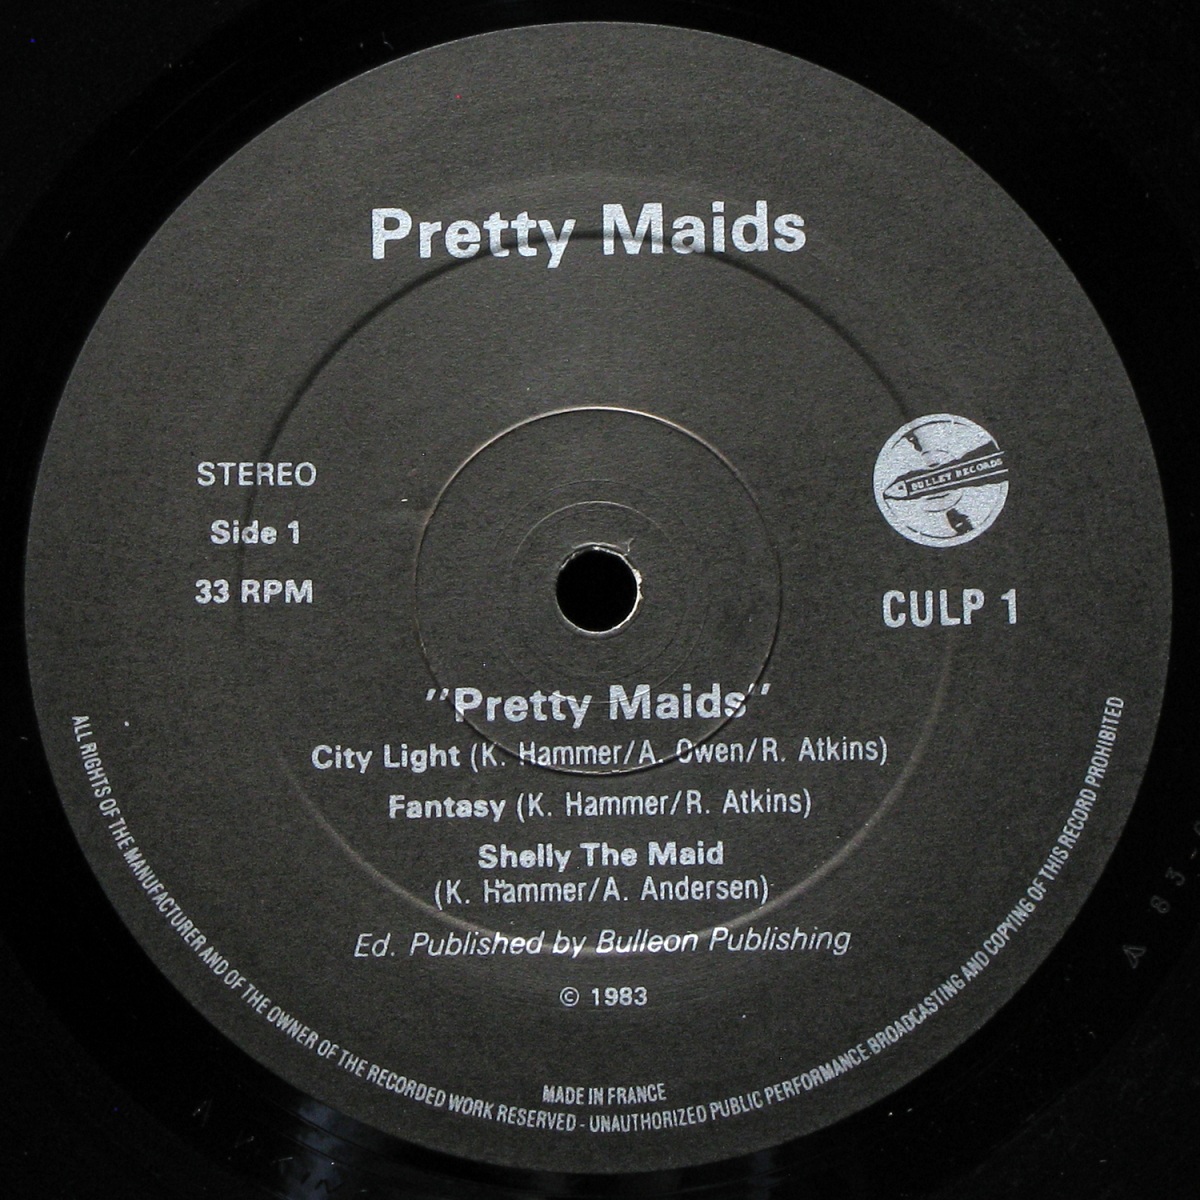 Pretty Maids
STEREO
Side 1
33 RPM
BULLET RECORDS
CULP 1
"Pretty Maids"
City Light (K. Hammer/A. Owen/R. Atkins)
Fantasy (K. Hammer/R. Atkins)
Shelly The Maid
(K. Hammer/A. Andersen)
Ed. Published by Bulleon Publishing
© 1983
MADE IN FRANCE
ALL RIGHTS OF THE MANUFACTURER AND OF THE OWNER OF THE RECORDED WORK RESERVED - UNAUTHORIZED PUBLIC PERFORMANCE.BROADCASTING AND COPYING OF THIS RECORD PROHIBITED